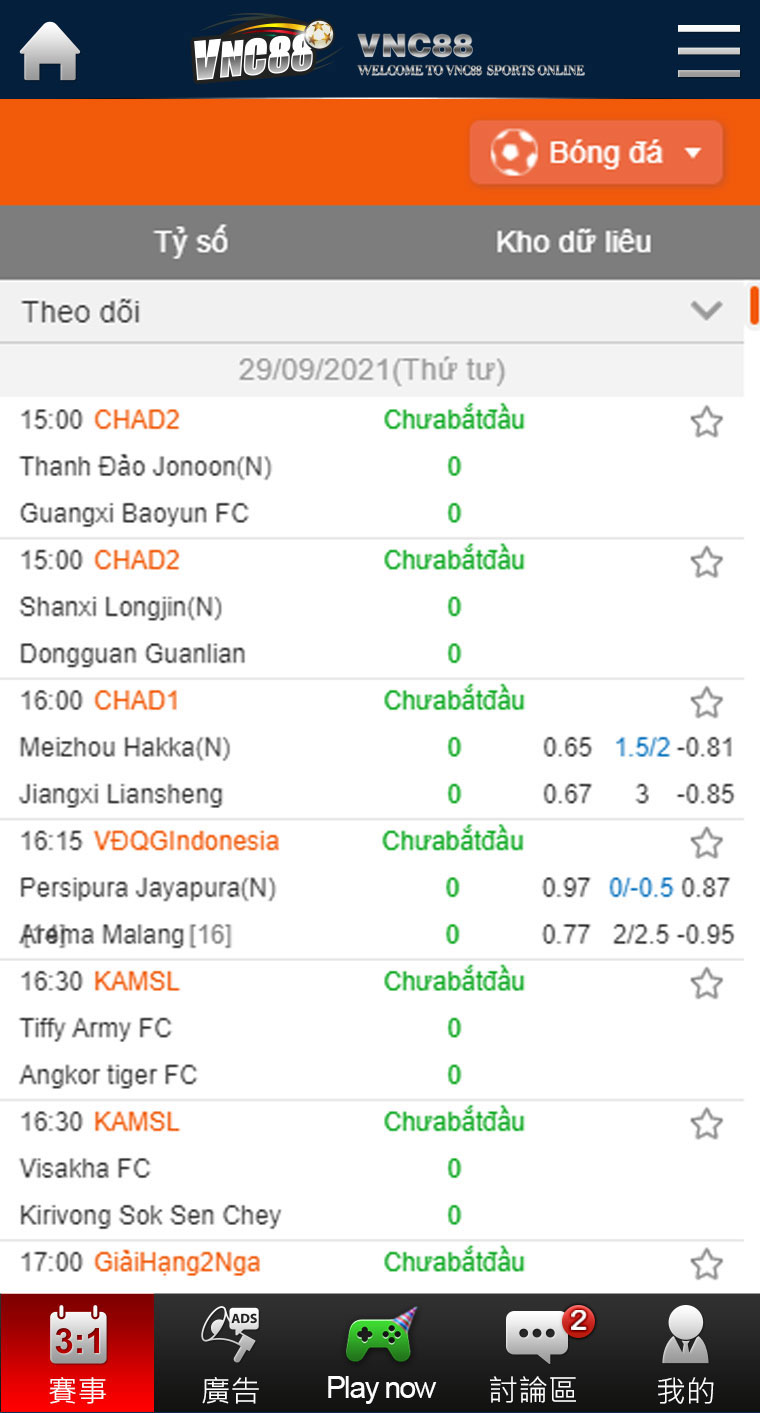 VNC88
VNC88
WELCOME TO VNC88 SPORTS ONLINE
Bóng đá
Tỷ số Kho dữ liêu
Theo dõi
29/09/2021(Thứ tư)
15:00 CHAD2 Chưabắtđầu
Thanh Đảo Jonoon(N) 0
Guangxi Baoyun FC 0
15:00 CHAD2 Chưabắtđầu
Shanxi Longjin(N) 0
Dongguan Guanlian 0
16:00 CHAD1 Chưabắtđầu
Meizhou Hakka(N) 0 0.65 1.5/2 -0.81
Jiangxi Liansheng 0 0.67 3 -0.85
16:15 VĐQGIndonesia Chưabắtđầu
Persipura Jayapura(N) 0 0.97 0/-0.5 0.87
[14] Arema Malang [16] 0 0.77 2/2.5 -0.95
16:30 KAMSL Chưabắtđầu
Tiffy Army FC 0
Angkor tiger FC 0
16:30 KAMSL Chưabắtđầu
Visakha FC 0
Kirivong Sok Sen Chey 0
17:00 GiảiHạng2Nga Chưabắtđầu
3:1 ADS 2
賽事 廣告 Play now 討論區 我的